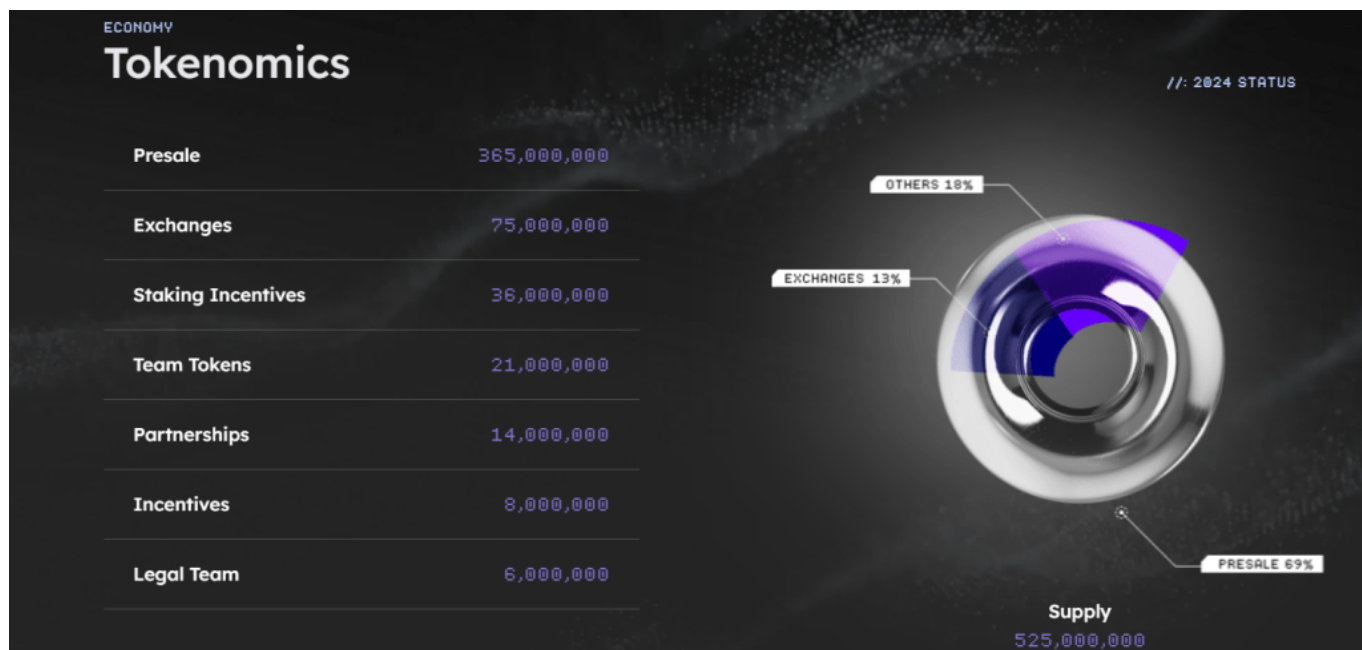 ECONOMY
Tokenomics
//: 2024 STATUS
Presale 365,000,000
Exchanges 75,000,000
Staking Incentives 36,000,000
Team Tokens 21,000,000
Partnerships 14,000,000
Incentives 8,000,000
Legal Team 6,000,000
OTHERS 18%
EXCHANGES 13%
PRESALE 69%
Supply
525,000,000